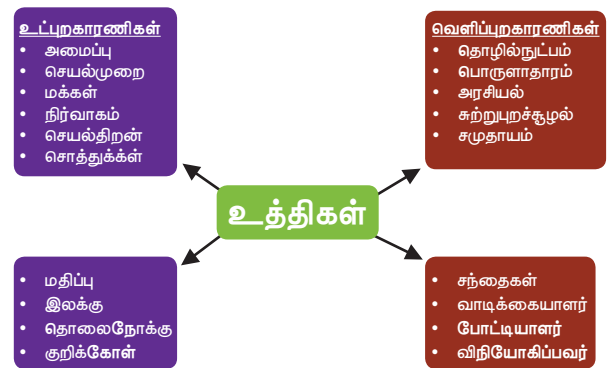 உட்புறகாரணிகள்
• அமைப்பு
• செயல்முறை
• மக்கள்
• நிர்வாகம்
• செயல்திறன்
• சொத்துக்க்ள்
வெளிப்புறகாரணிகள்
• தொழில்நுட்பம்
• பொருளாதாரம்
• அரசியல்
• சுற்றுபுறச்சூழல்
• சமுதாயம்
உத்திகள்
• மதிப்பு
• இலக்கு
• தொலைநோக்கு
• குறிக்கோள்
• சந்தைகள்
• வாடிக்கையாளர்
• போட்டியாளர்
• விநியோகிப்பவர்